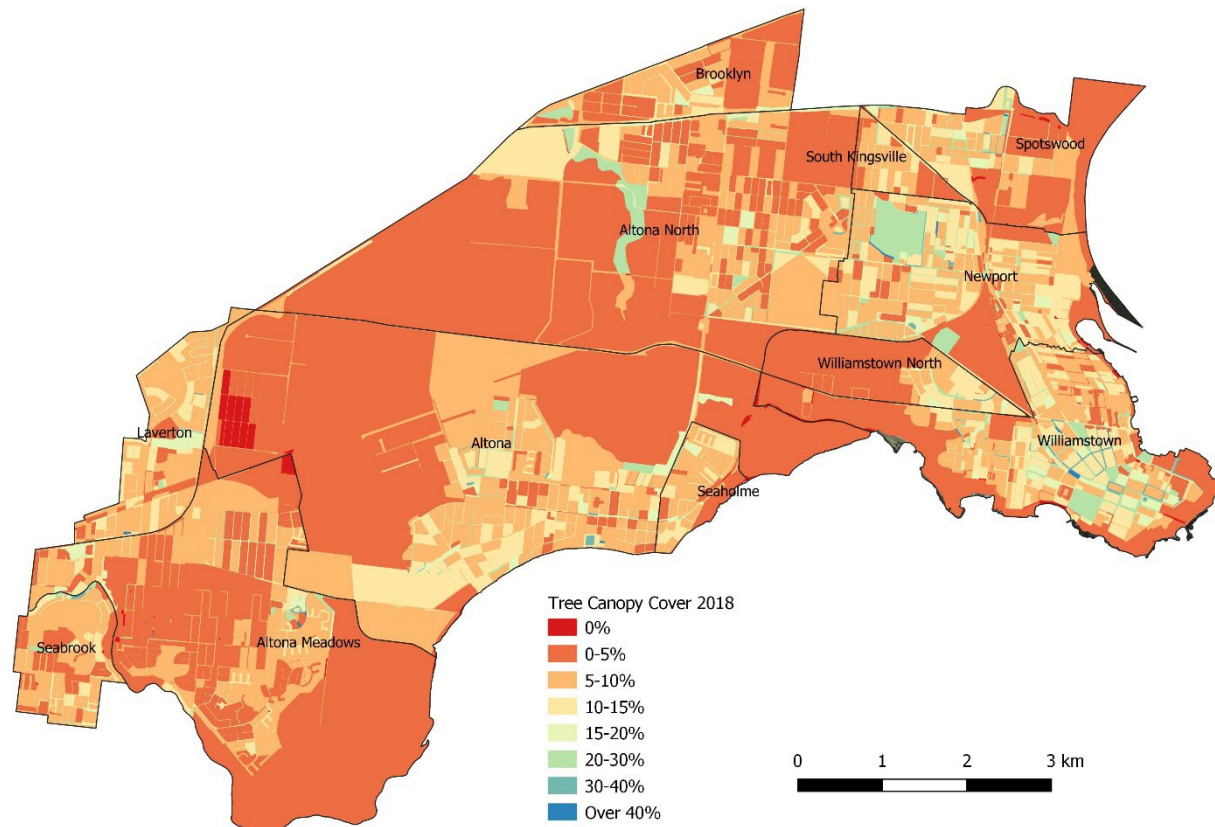 Brooklyn
Spotswood
South Kingsville
Altona North
Newport
Williamstown North
Laverton
Altona
Williamstown
Seaholme
Seabrook
Altona Meadows
Tree Canopy Cover 2018
0%
0-5%
5-10%
10-15%
15-20%
20-30%
30-40%
Over 40%
0 1 2 3 km